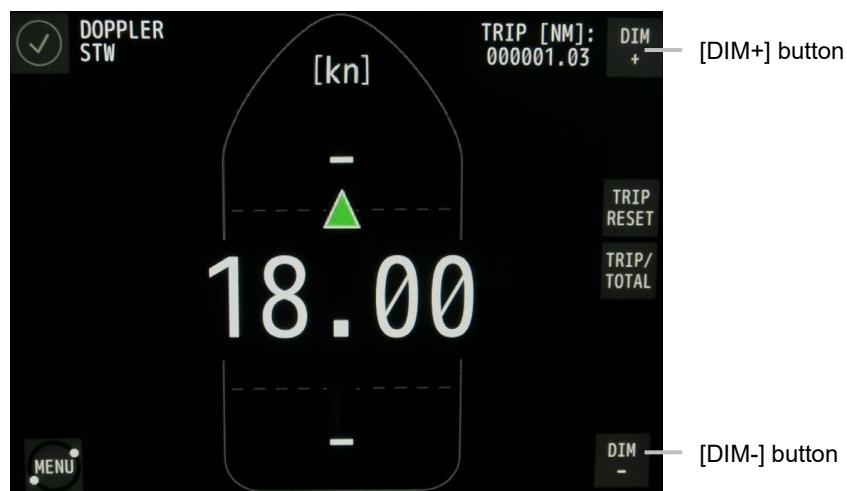 DOPPLER
STW
TRIP [NM]:
000001.03
DIM
+
[DIM+] button
[kn]
–
TRIP
RESET
18.00
TRIP/
TOTAL
–
MENU
DIM
–
[DIM-] button